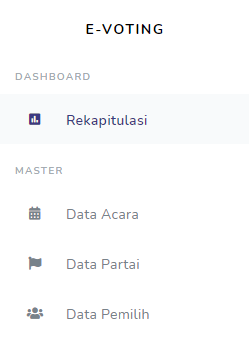 E-VOTING
DASHBOARD
Rekapitulasi
MASTER
Data Acara
Data Partai
Data Pemilih